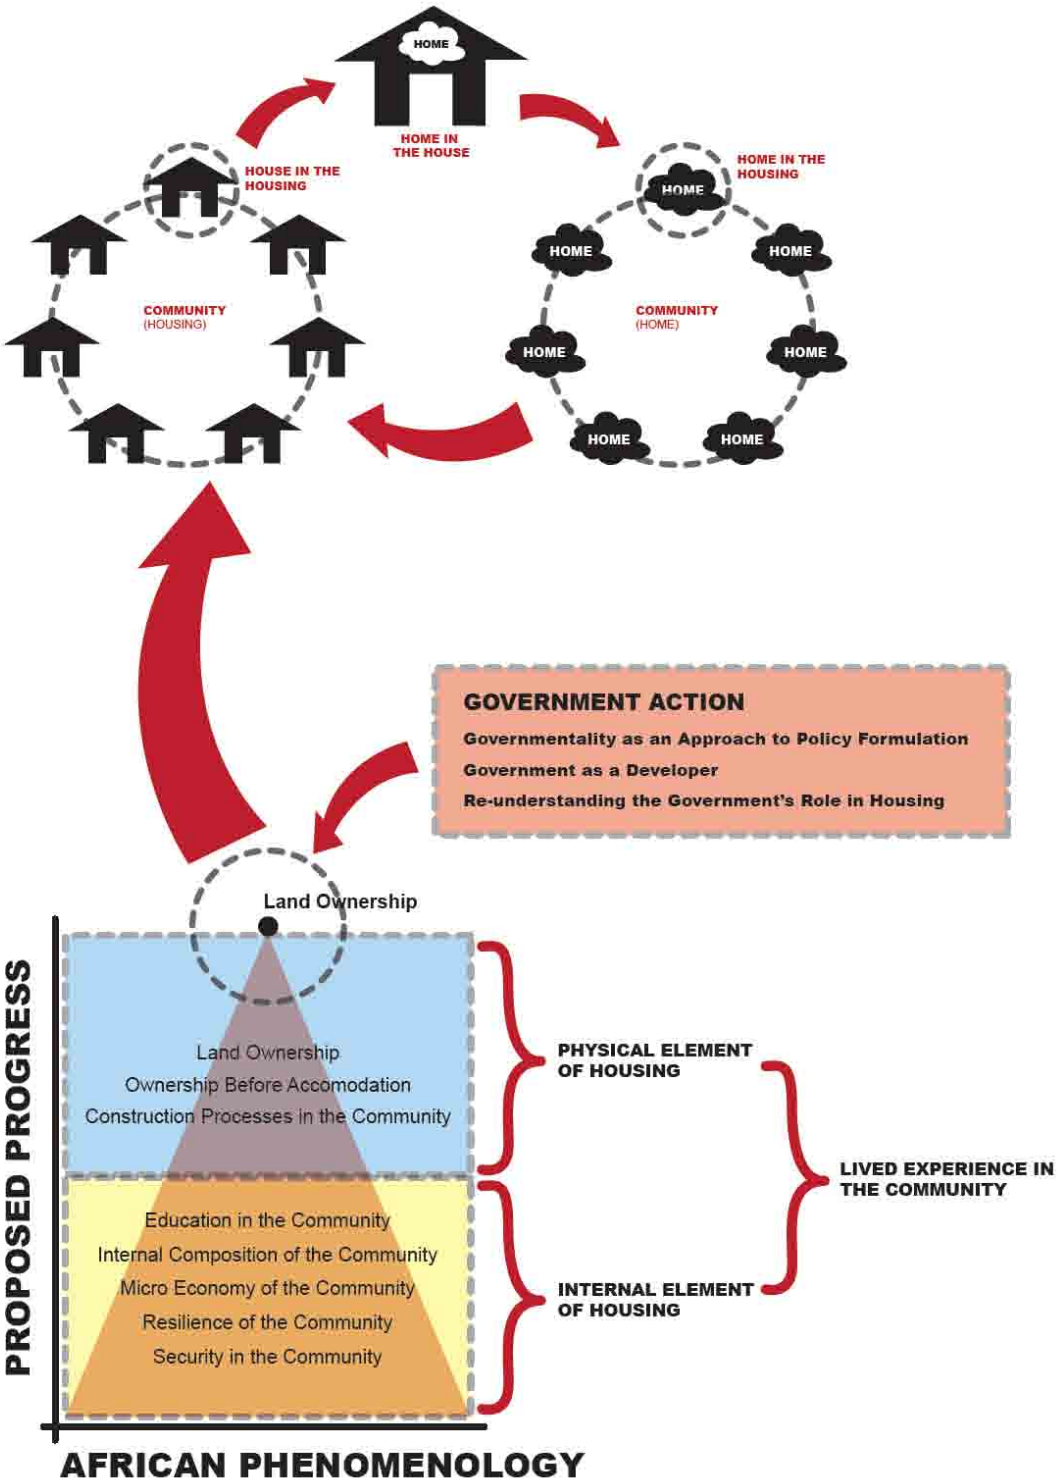 HOME
HOME IN
THE HOUSE
HOUSE IN THE
HOUSING
HOME IN THE
HOUSING
HOME
HOME
HOME
COMMUNITY
(HOUSING)
COMMUNITY
(HOME)
HOME
HOME
HOME
HOME
GOVERNMENT ACTION
Governmentality as an Approach to Policy Formulation
Government as a Developer
Re-understanding the Government's Role in Housing
Land Ownership
PROPOSED PROGRESS
Land Ownership
Ownership Before Accomodation
Construction Processes in the Community
PHYSICAL ELEMENT
OF HOUSING
LIVED EXPERIENCE IN
THE COMMUNITY
Education in the Community
Internal Composition of the Community
Micro Economy of the Community
Resilience of the Community
Security in the Community
INTERNAL ELEMENT
OF HOUSING
AFRICAN PHENOMENOLOGY